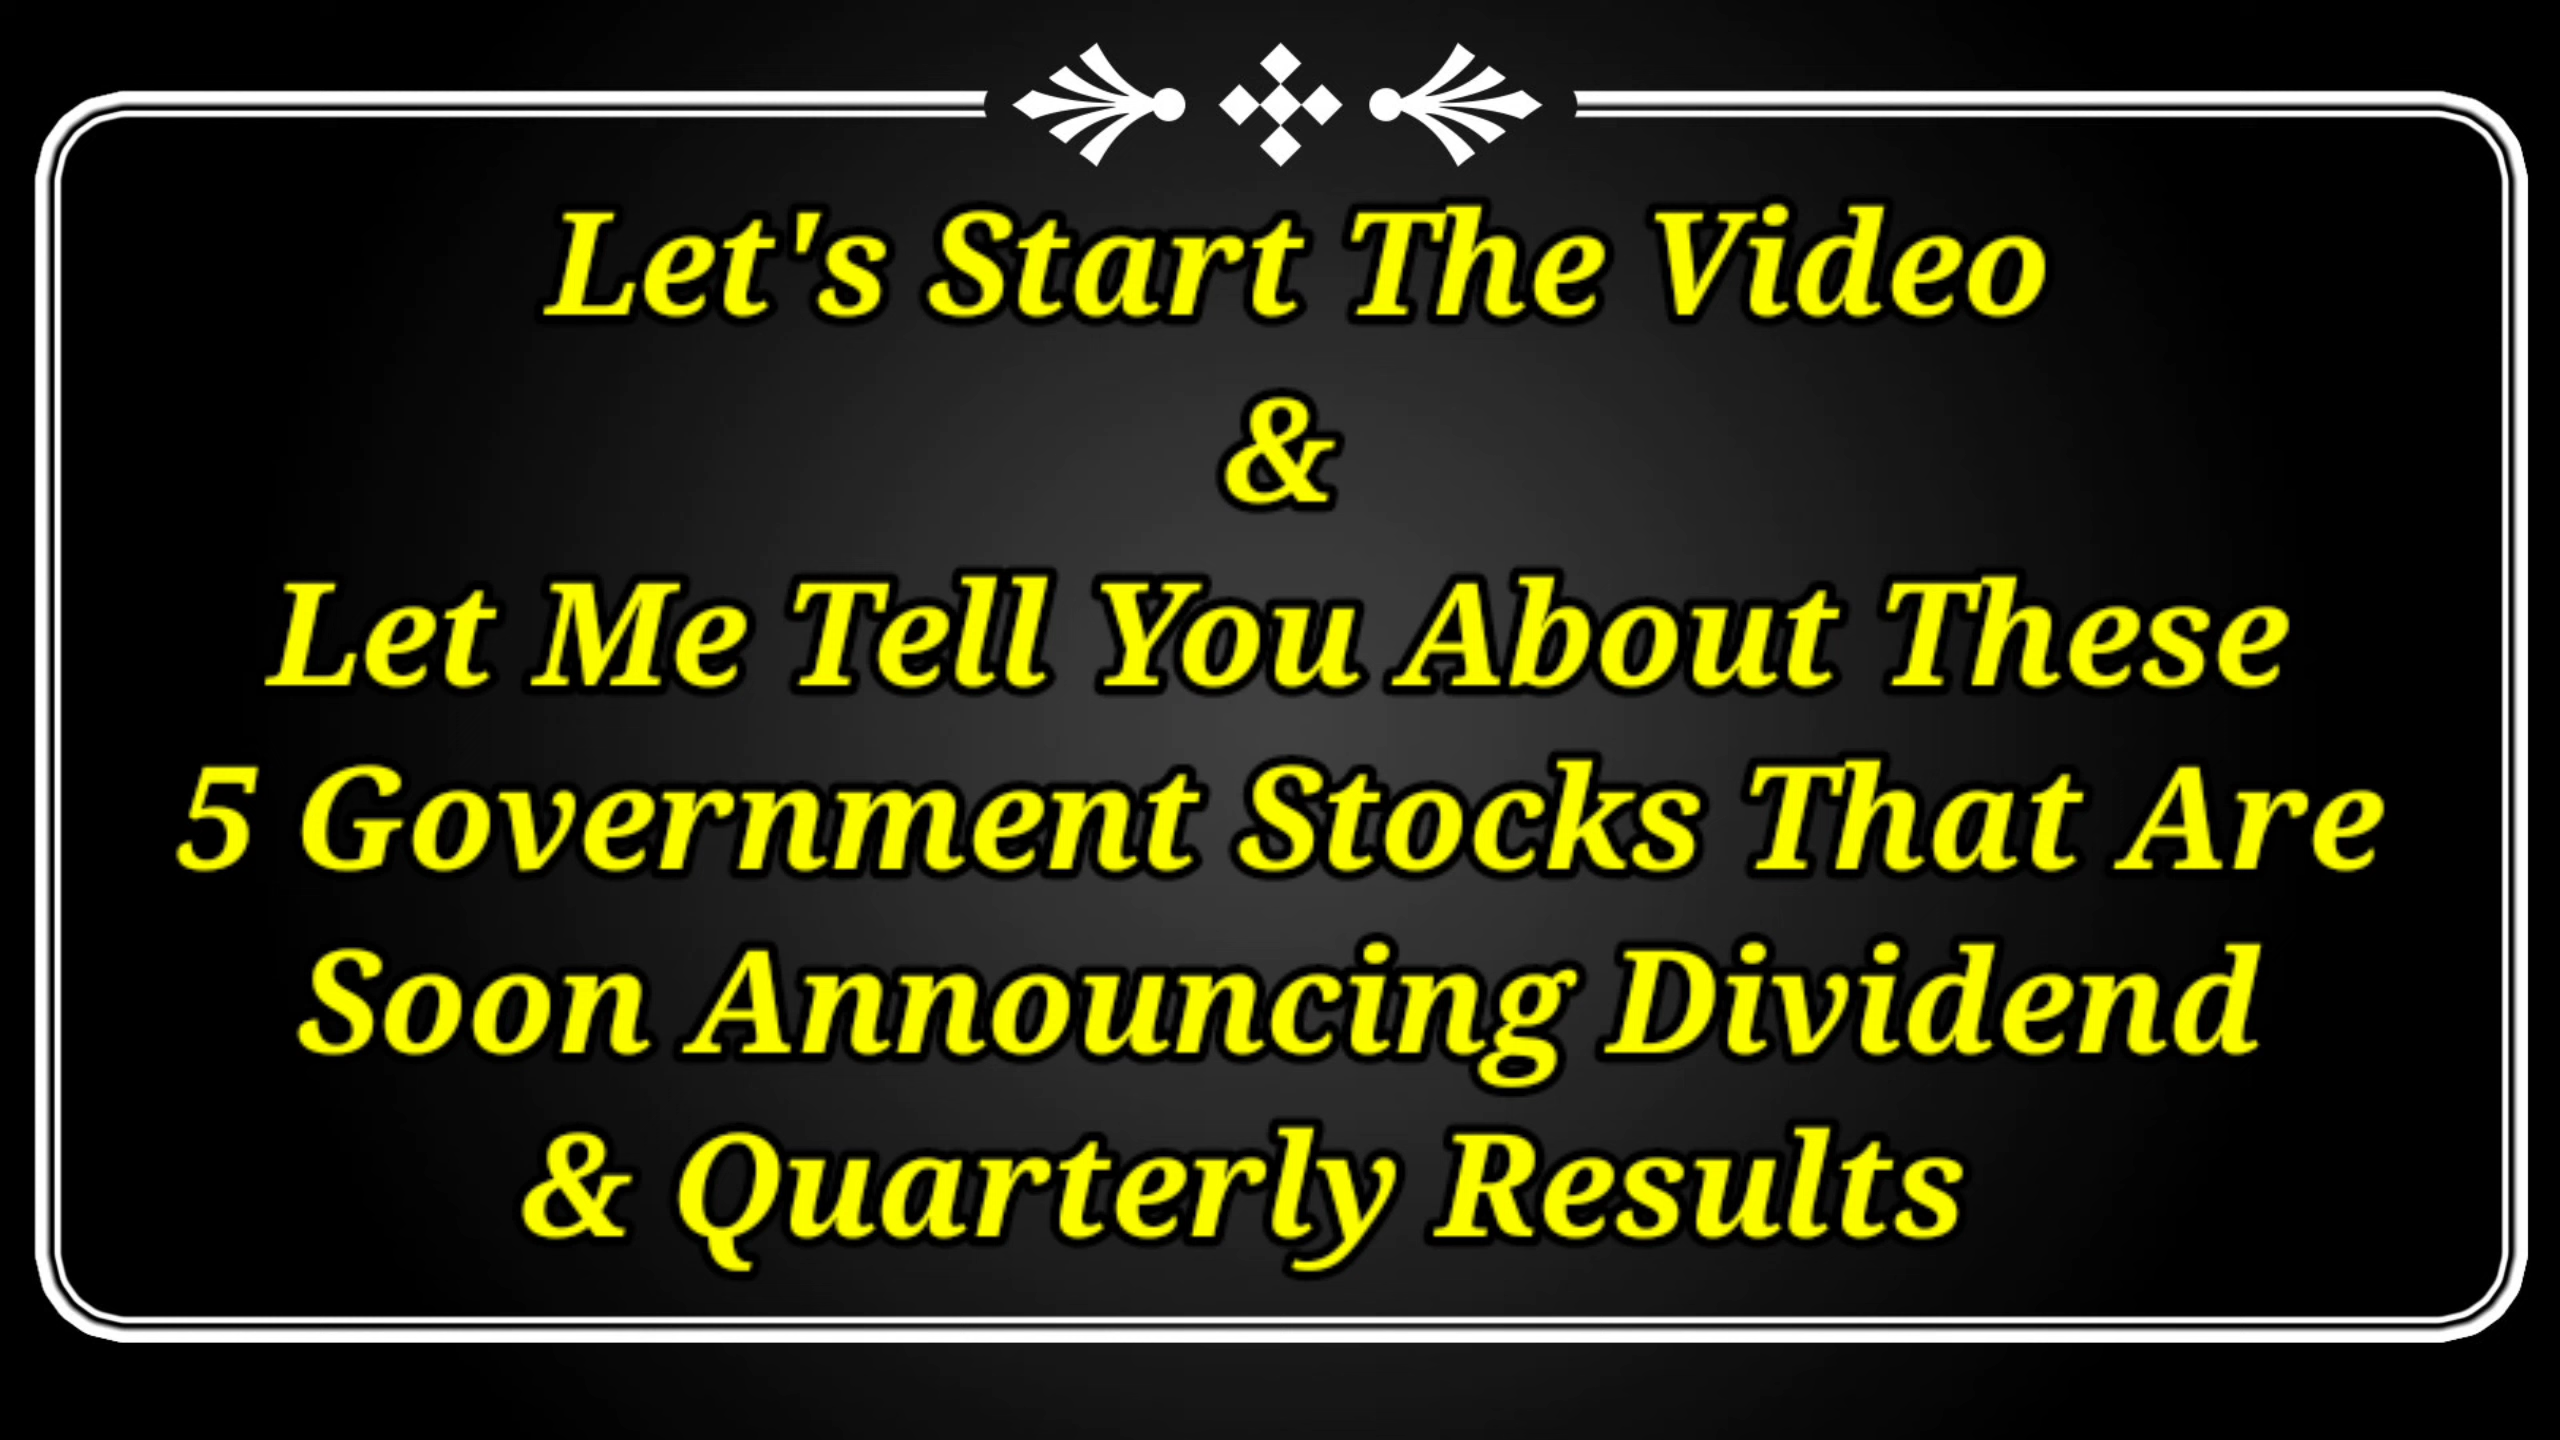 Let's Start The Video
&
Let Me Tell You About These
5 Government Stocks That Are
Soon Announcing Dividend
& Quarterly Results